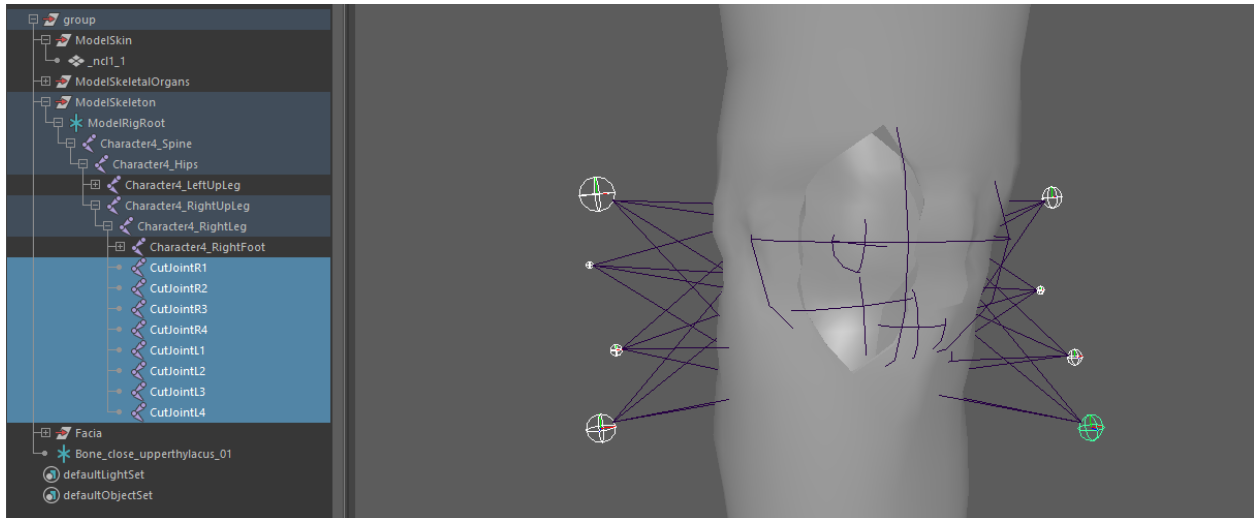 group
ModelSkin
_ncl1_1
ModelSkeletalOrgans
ModelSkeleton
ModelRigRoot
Character4_Spine
Character4_Hips
Character4_LeftUpLeg
Character4_RightUpLeg
Character4_RightLeg
Character4_RightFoot
CutJointR1
CutJointR2
CutJointR3
CutJointR4
CutJointL1
CutJointL2
CutJointL3
CutJointL4
Facia
Bone_close_upperthylacus_01
defaultLightSet
defaultObjectSet